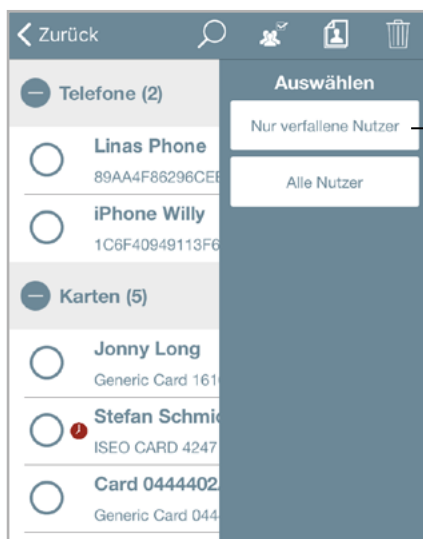 Zurück
Auswählen
Telefone (2)
Nur verfallene Nutzer
Linas Phone
89AA4F86296CEE
Alle Nutzer
iPhone Willy
1C6F40949113F6
Karten (5)
Jonny Long
Generic Card 161
Stefan Schmi
ISEO CARD 4247
Card 0444402
Generic Card 044